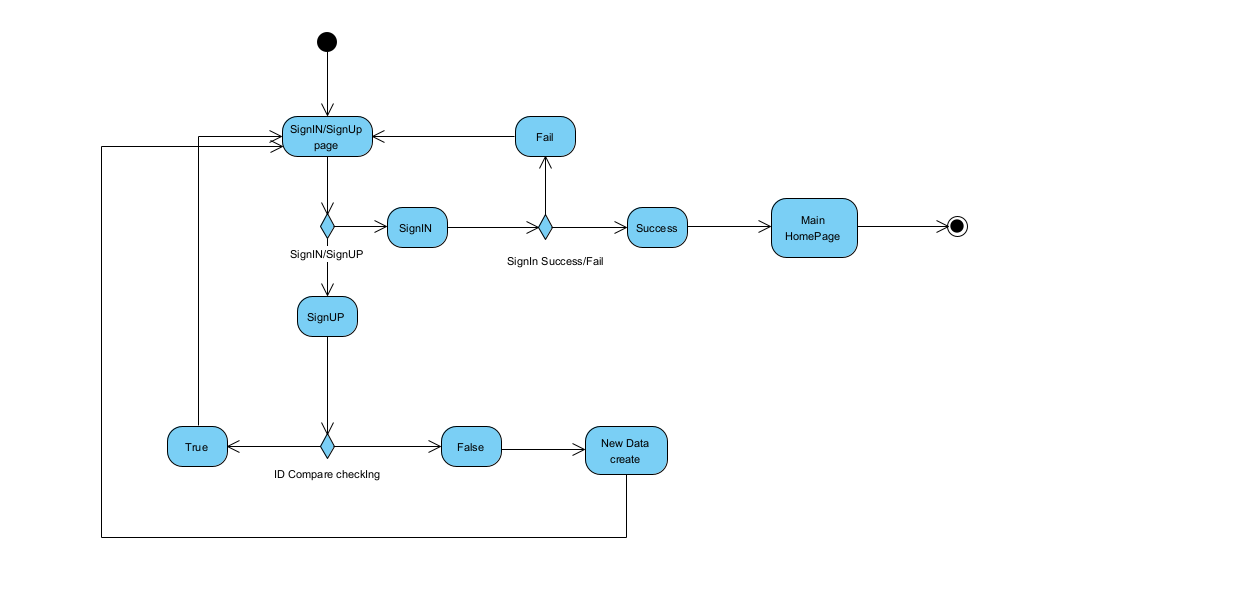 SignIN/SignUp
page
Fail
SignIN
Success
Main
HomePage
SignIN/SignUP
SignIn Success/Fail
SignUP
True
False
New Data
create
ID Compare checkIng